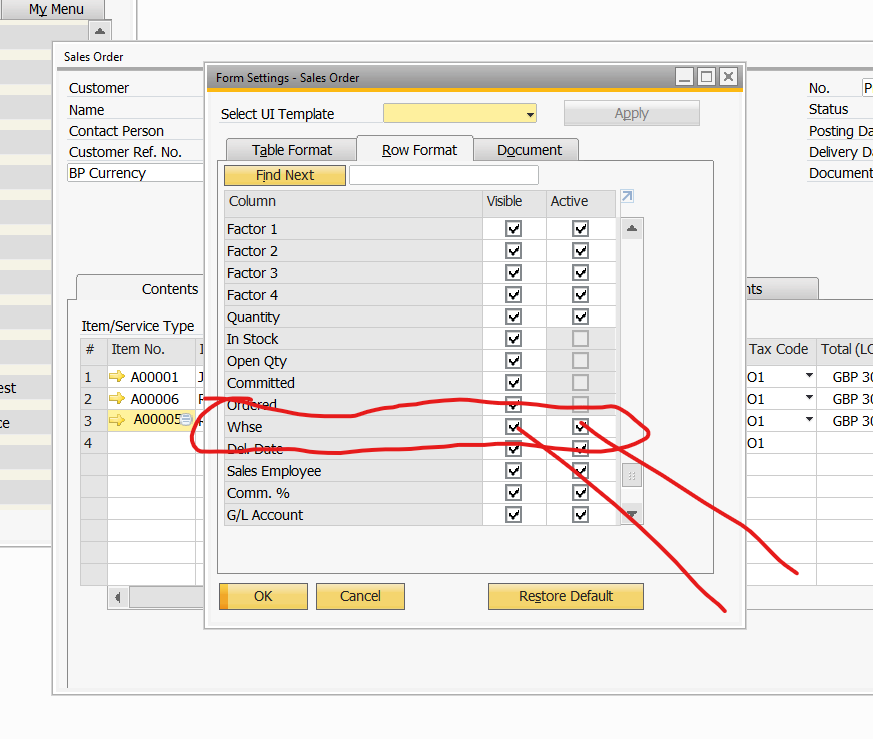 My Menu
Sales Order
Customer
Name
Contact Person
Customer Ref. No.
BP Currency
No.
Status
Posting Da
Delivery D
Document
Form Settings - Sales Order
Select UI Template
Apply
Table Format Row Format Document
Find Next
Column Visible Active
Factor 1
Factor 2
Factor 3
Factor 4
Quantity
In Stock
Open Qty
Committed
Ordered
Whse
Del. Date
Sales Employee
Comm. %
G/L Account
OK Cancel Restore Default
Contents
nts
Item/Service Type
# Item No. Tax Code Total (LC
1 A00001 J O1 GBP 30
2 A00006 O1 GBP 30
3 A00005 O1 GBP 30
4 O1
est
ce